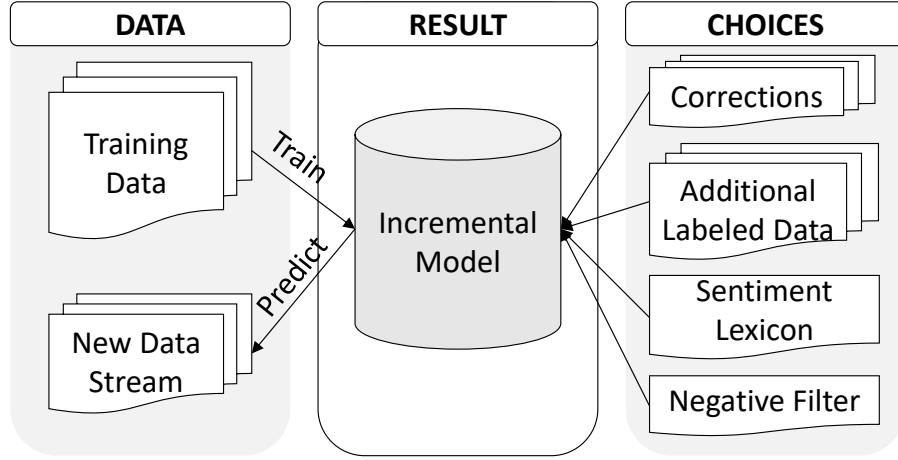 DATA
Training
Data
Train
Predict
New Data
Stream
RESULT
Incremental
Model
CHOICES
Corrections
Additional
Labeled Data
Sentiment
Lexicon
Negative Filter